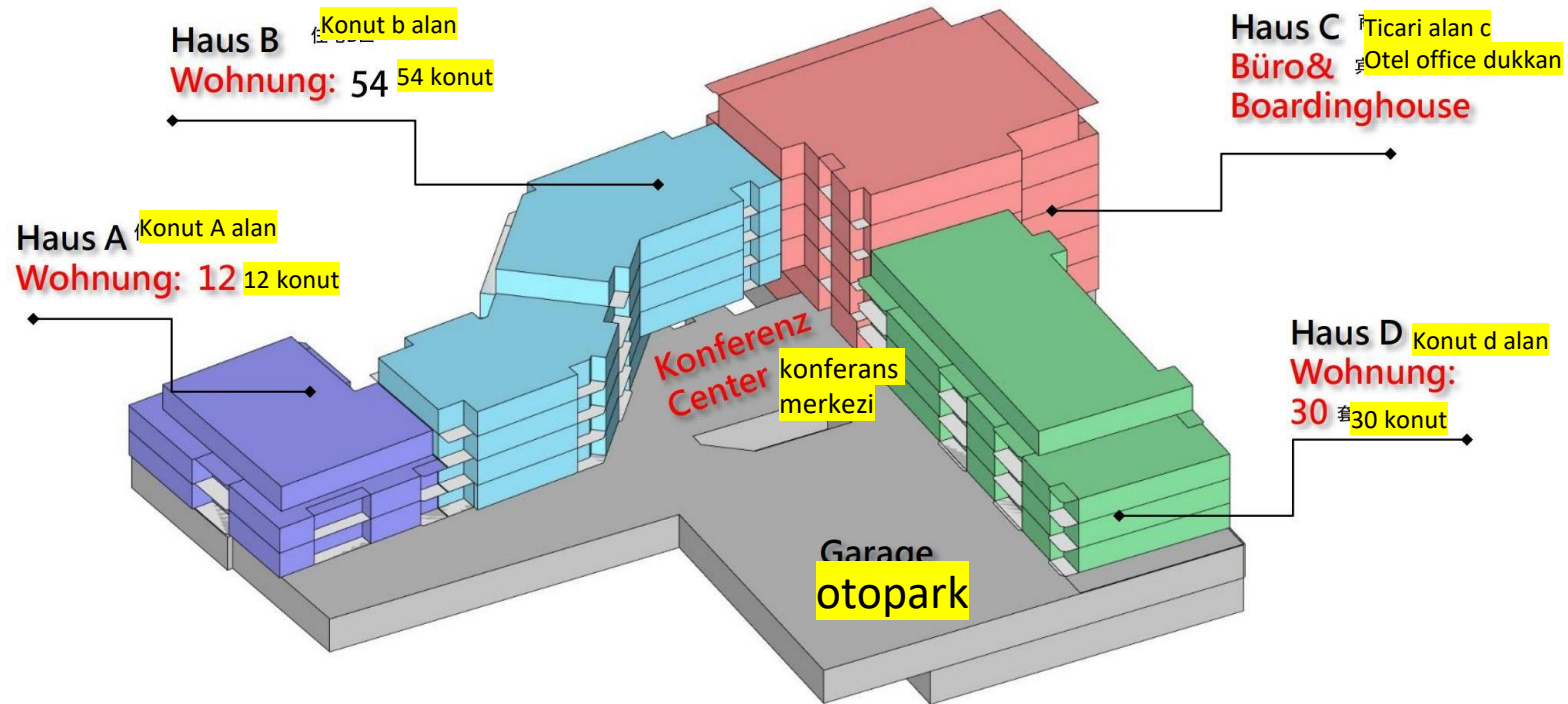 Haus B Konut b alan
Wohnung: 54 54 konut
Haus C Ticari alan c
Büro& Otel office dukkan
Boardinghouse
Haus A Konut A alan
Wohnung: 12 12 konut
Konferenz
Center
konferans
merkezi
Haus D Konut d alan
Wohnung:
30 30 konut
Garage
otopark